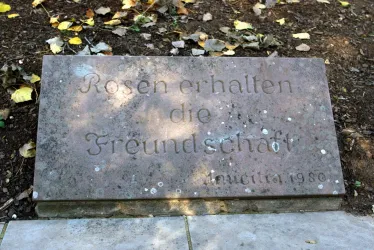 Rosen erhalten
die
Freundschaft
1980